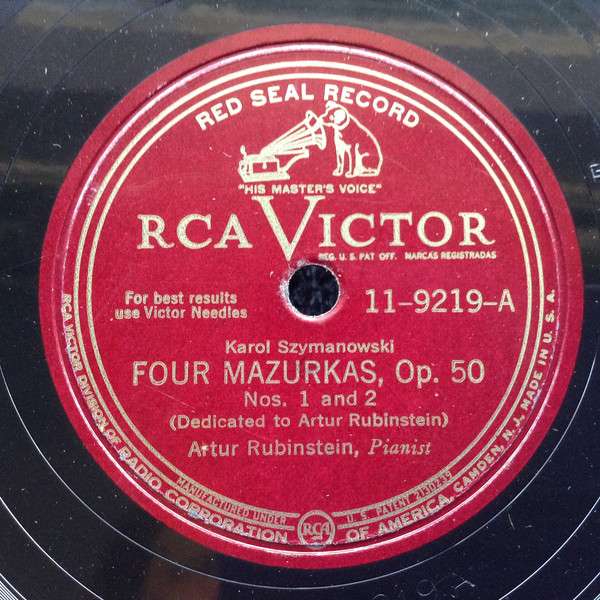 RED SEAL RECORD
"HIS MASTER'S VOICE"
RCA VICTOR
REG. U.S. PAT. OFF. MARCAS REGISTRADAS
For best results
use Victor Needles
11-9219-A
Karol Szymanowski
FOUR MAZURKAS, Op. 50
Nos. 1 and 2
(Dedicated to Artur Rubinstein)
Artur Rubinstein, Pianist
MANUFACTURED UNDER U. S. PATENT 2130239
RCA
RCA VICTOR DIVISION OF RADIO CORPORATION OF AMERICA, CAMDEN, N. J. MADE IN U. S. A.